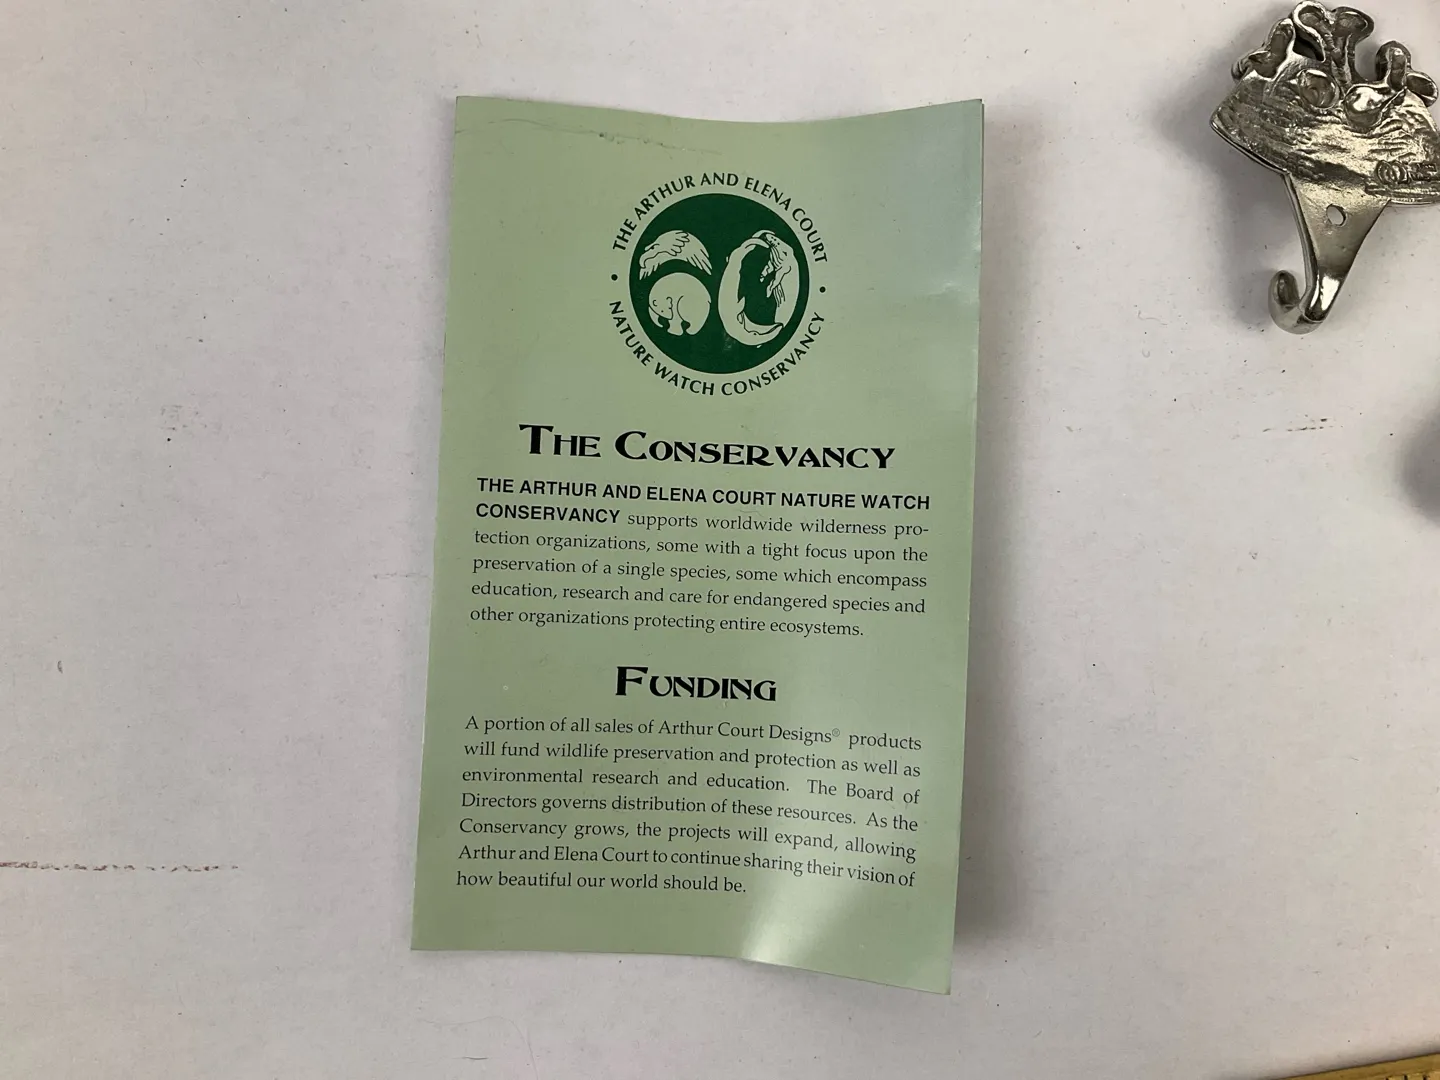 THE ARTHUR AND ELENA COURT
• NATURE WATCH CONSERVANCY •
THE CONSERVANCY
THE ARTHUR AND ELENA COURT NATURE WATCH
CONSERVANCY supports worldwide wilderness pro-
tection organizations, some with a tight focus upon the
preservation of a single species, some which encompass
education, research and care for endangered species and
other organizations protecting entire ecosystems.
FUNDING
A portion of all sales of Arthur Court Designs® products
will fund wildlife preservation and protection as well as
environmental research and education. The Board of
Directors governs distribution of these resources. As the
Conservancy grows, the projects will expand, allowing
Arthur and Elena Court to continue sharing their vision of
how beautiful our world should be.